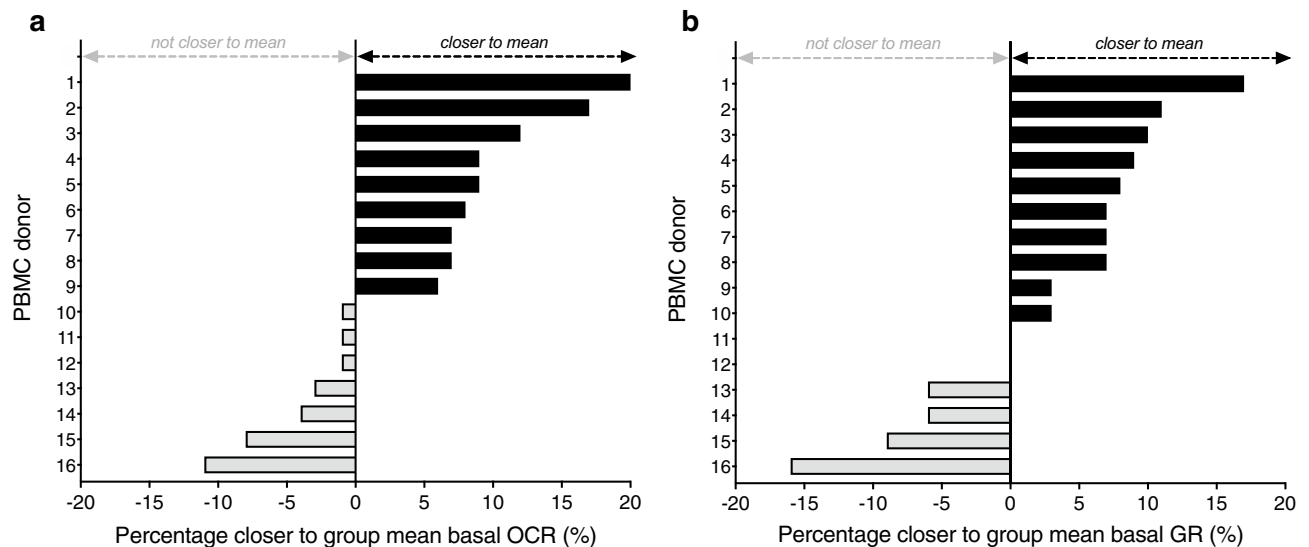 a
not closer to mean
closer to mean
PBMC donor
1
2
3
4
5
6
7
8
9
10
11
12
13
14
15
16
-20 -15 -10 -5 0 5 10 15 20
Percentage closer to group mean basal OCR (%)
b
not closer to mean
closer to mean
PBMC donor
1
2
3
4
5
6
7
8
9
10
11
12
13
14
15
16
-20 -15 -10 -5 0 5 10 15 20
Percentage closer to group mean basal GR (%)